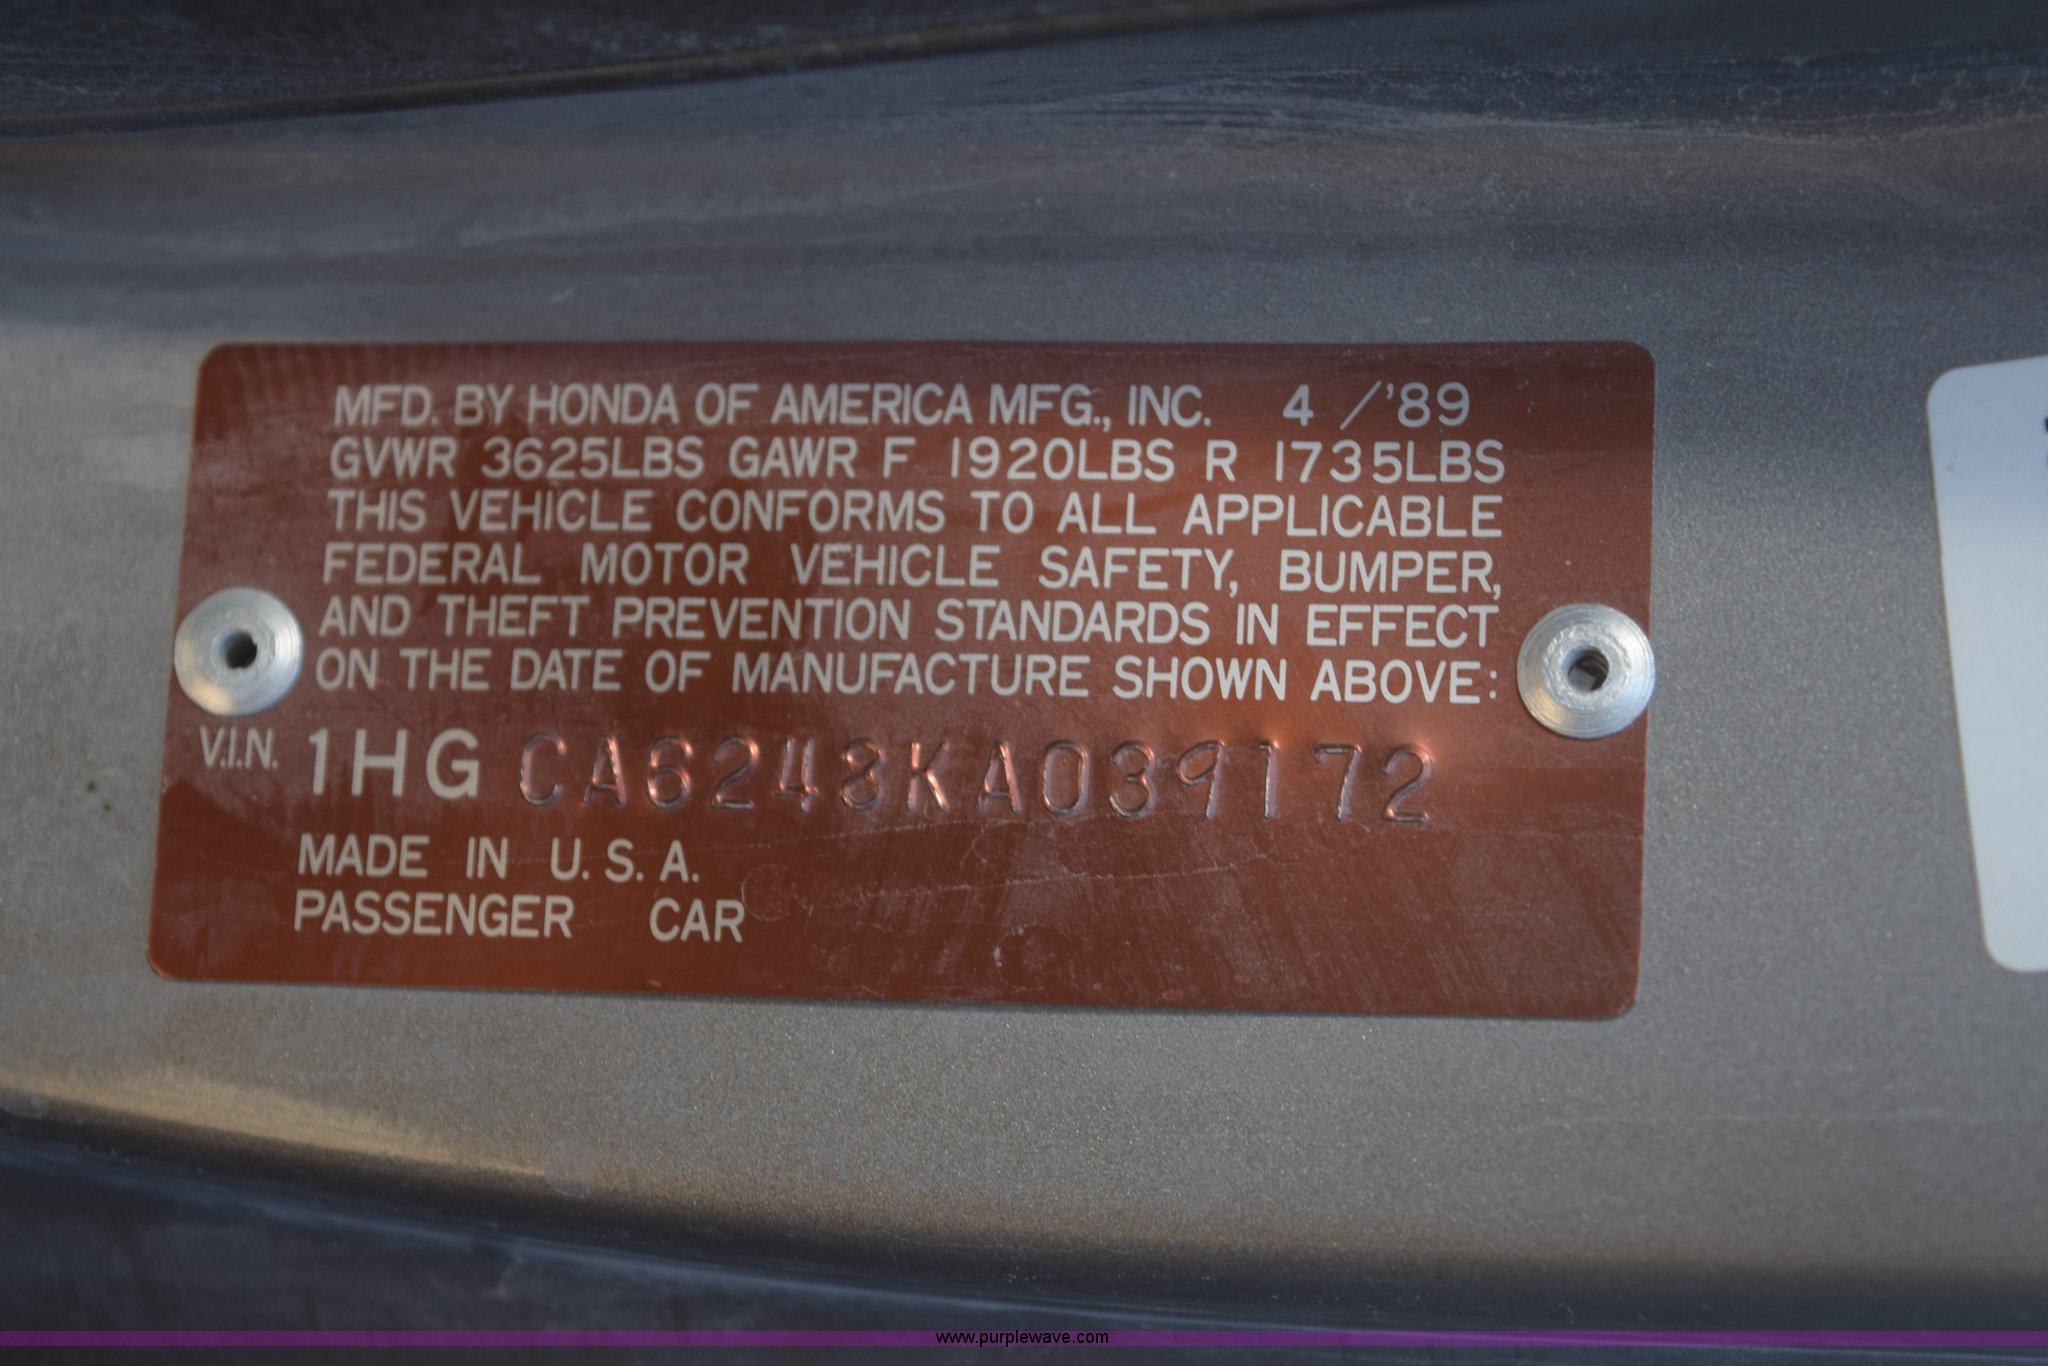 MFD. BY HONDA OF AMERICA MFG., INC. 4 /'89
GVWR 3625LBS GAWR F 1920LBS R 1735LBS
THIS VEHICLE CONFORMS TO ALL APPLICABLE
FEDERAL MOTOR VEHICLE SAFETY, BUMPER,
AND THEFT PREVENTION STANDARDS IN EFFECT
ON THE DATE OF MANUFACTURE SHOWN ABOVE:
V.I.N. 1HG CA6248KA039172
MADE IN U.S.A.
PASSENGER CAR
www.purplewave.com